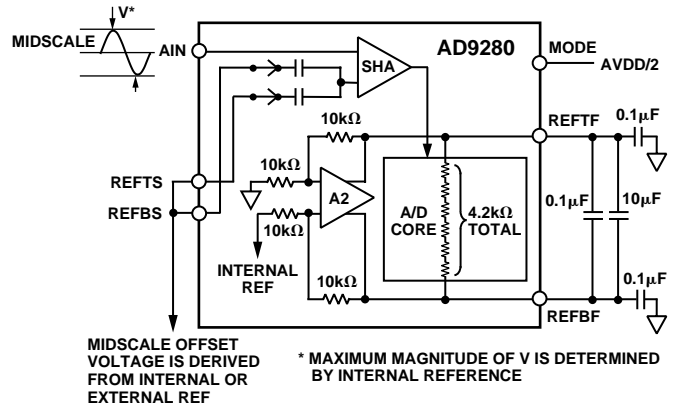 V*
MIDSCALE
AIN
SHA
AD9280
MODE
AVDD/2
10kΩ
REFTF
0.1µF
10kΩ
REFTS
REFBS
A2
10kΩ
A/D
CORE
4.2kΩ
TOTAL
0.1µF
10µF
INTERNAL
REF
10kΩ
0.1µF
REFBF
MIDSCALE OFFSET
VOLTAGE IS DERIVED
FROM INTERNAL OR
EXTERNAL REF
* MAXIMUM MAGNITUDE OF V IS DETERMINED
BY INTERNAL REFERENCE